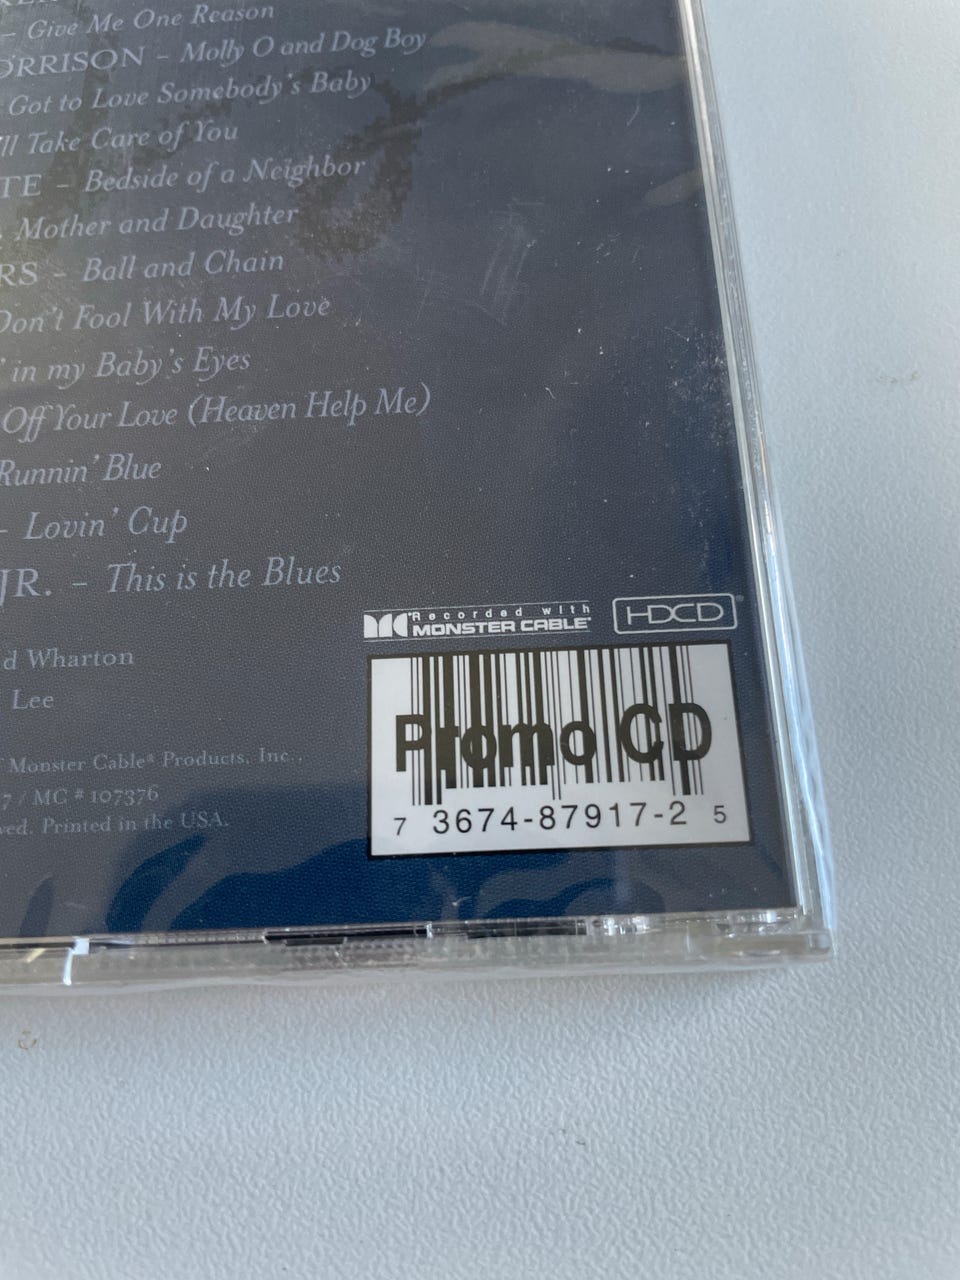 – Give Me One Reason
ORRISON – Molly O and Dog Boy
Got to Love Somebody's Baby
ll Take Care of You
TE – Bedside of a Neighbor
Mother and Daughter
RS – Ball and Chain
Don't Fool With My Love
' in my Baby's Eyes
Off Your Love (Heaven Help Me)
Runnin' Blue
– Lovin' Cup
JR. – This is the Blues
Recorded with
MONSTER CABLE®
HDCD®
d Wharton
Lee
Monster Cable® Products, Inc.,
7 / MC # 107376
ved. Printed in the USA.
Promo CD
7 3674-87917-2 5